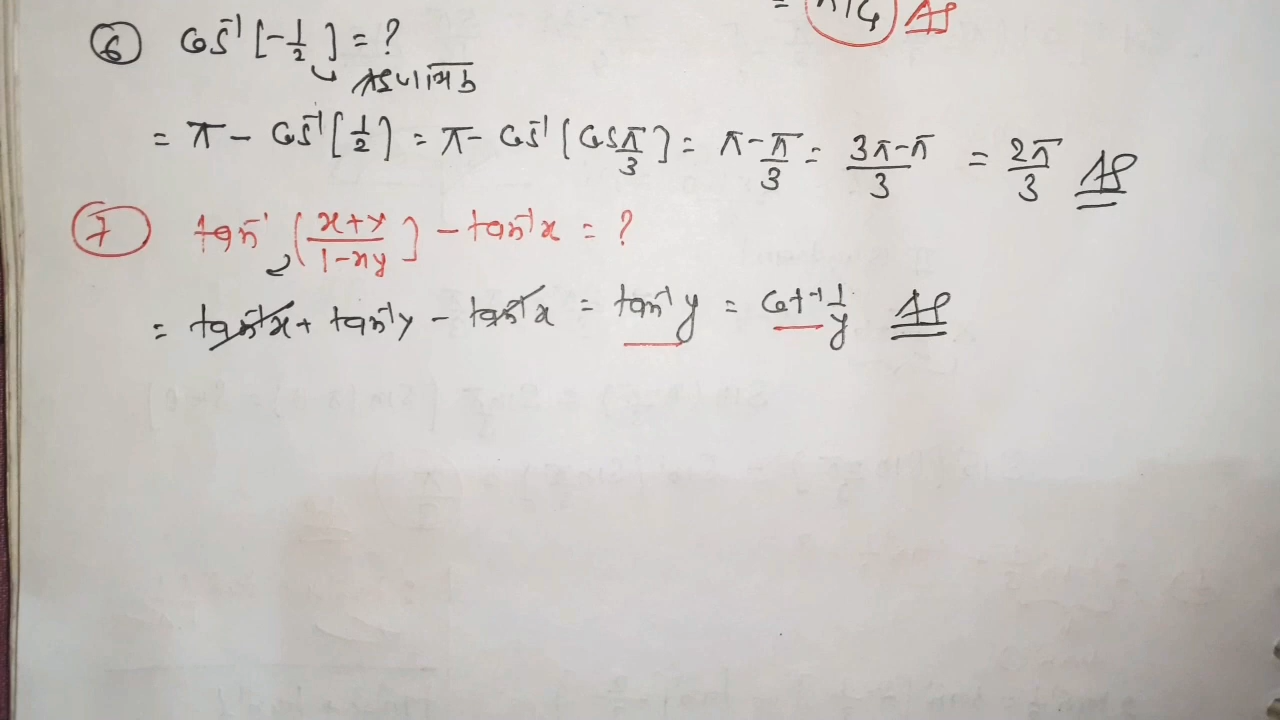 = π/4 Ans
⑥ cos⁻¹[-1/2] = ?
= π - cos⁻¹[1/2] = π - cos⁻¹(cos π/3] = π - π/3 = (3π-π)/3 = 2π/3 Ans
⑦ tan⁻¹[(x+y)/(1-xy)] - tan⁻¹x = ?
= tan⁻¹x + tan⁻¹y - tan⁻¹x = tan⁻¹y = cot⁻¹ 1/y Ans